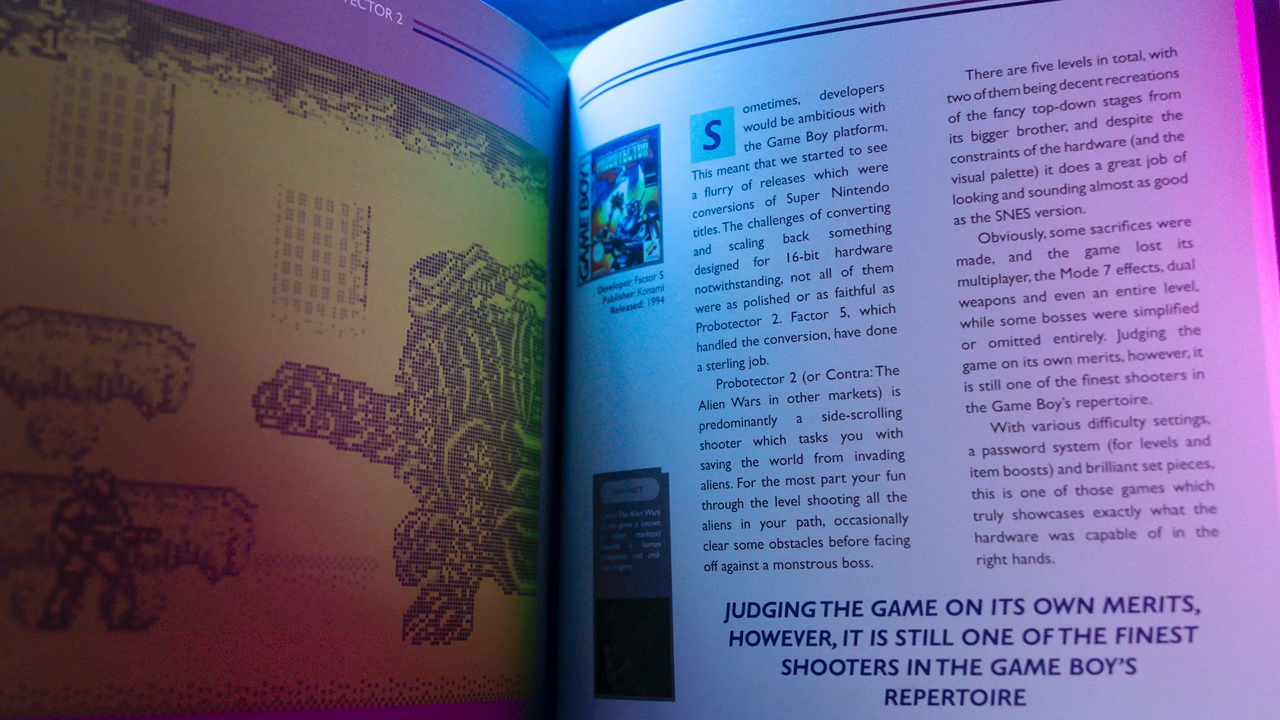 TECTOR 2
GAME BOY
Developer: Factor 5
Publisher: Konami
Released: 1994
Sometimes, developers
would be ambitious with
the Game Boy platform.
This meant that we started to see
a flurry of releases which were
conversions of Super Nintendo
titles. The challenges of converting
and scaling back something
designed for 16-bit hardware
notwithstanding, not all of them
were as polished or as faithful as
Probotector 2. Factor 5, which
handled the conversion, have done
a sterling job.
Probotector 2 (or Contra: The
Alien Wars in other markets) is
predominantly a side-scrolling
shooter which tasks you with
saving the world from invading
aliens. For the most part your fun
through the level shooting all the
aliens in your path, occasionally
clear some obstacles before facing
off against a monstrous boss.
There are five levels in total, with
two of them being decent recreations
of the fancy top-down stages from
its bigger brother, and despite the
constraints of the hardware (and the
visual palette) it does a great job of
looking and sounding almost as good
as the SNES version.
Obviously, some sacrifices were
made, and the game lost its
multiplayer, the Mode 7 effects, dual
weapons and even an entire level,
while some bosses were simplified
or omitted entirely. Judging the
game on its own merits, however, it
is still one of the finest shooters in
the Game Boy's repertoire.
With various difficulty settings,
a password system (for levels and
item boosts) and brilliant set pieces,
this is one of those games which
truly showcases exactly what the
hardware was capable of in the
right hands.
JUDGING THE GAME ON ITS OWN MERITS,
HOWEVER, IT IS STILL ONE OF THE FINEST
SHOOTERS IN THE GAME BOY'S
REPERTOIRE